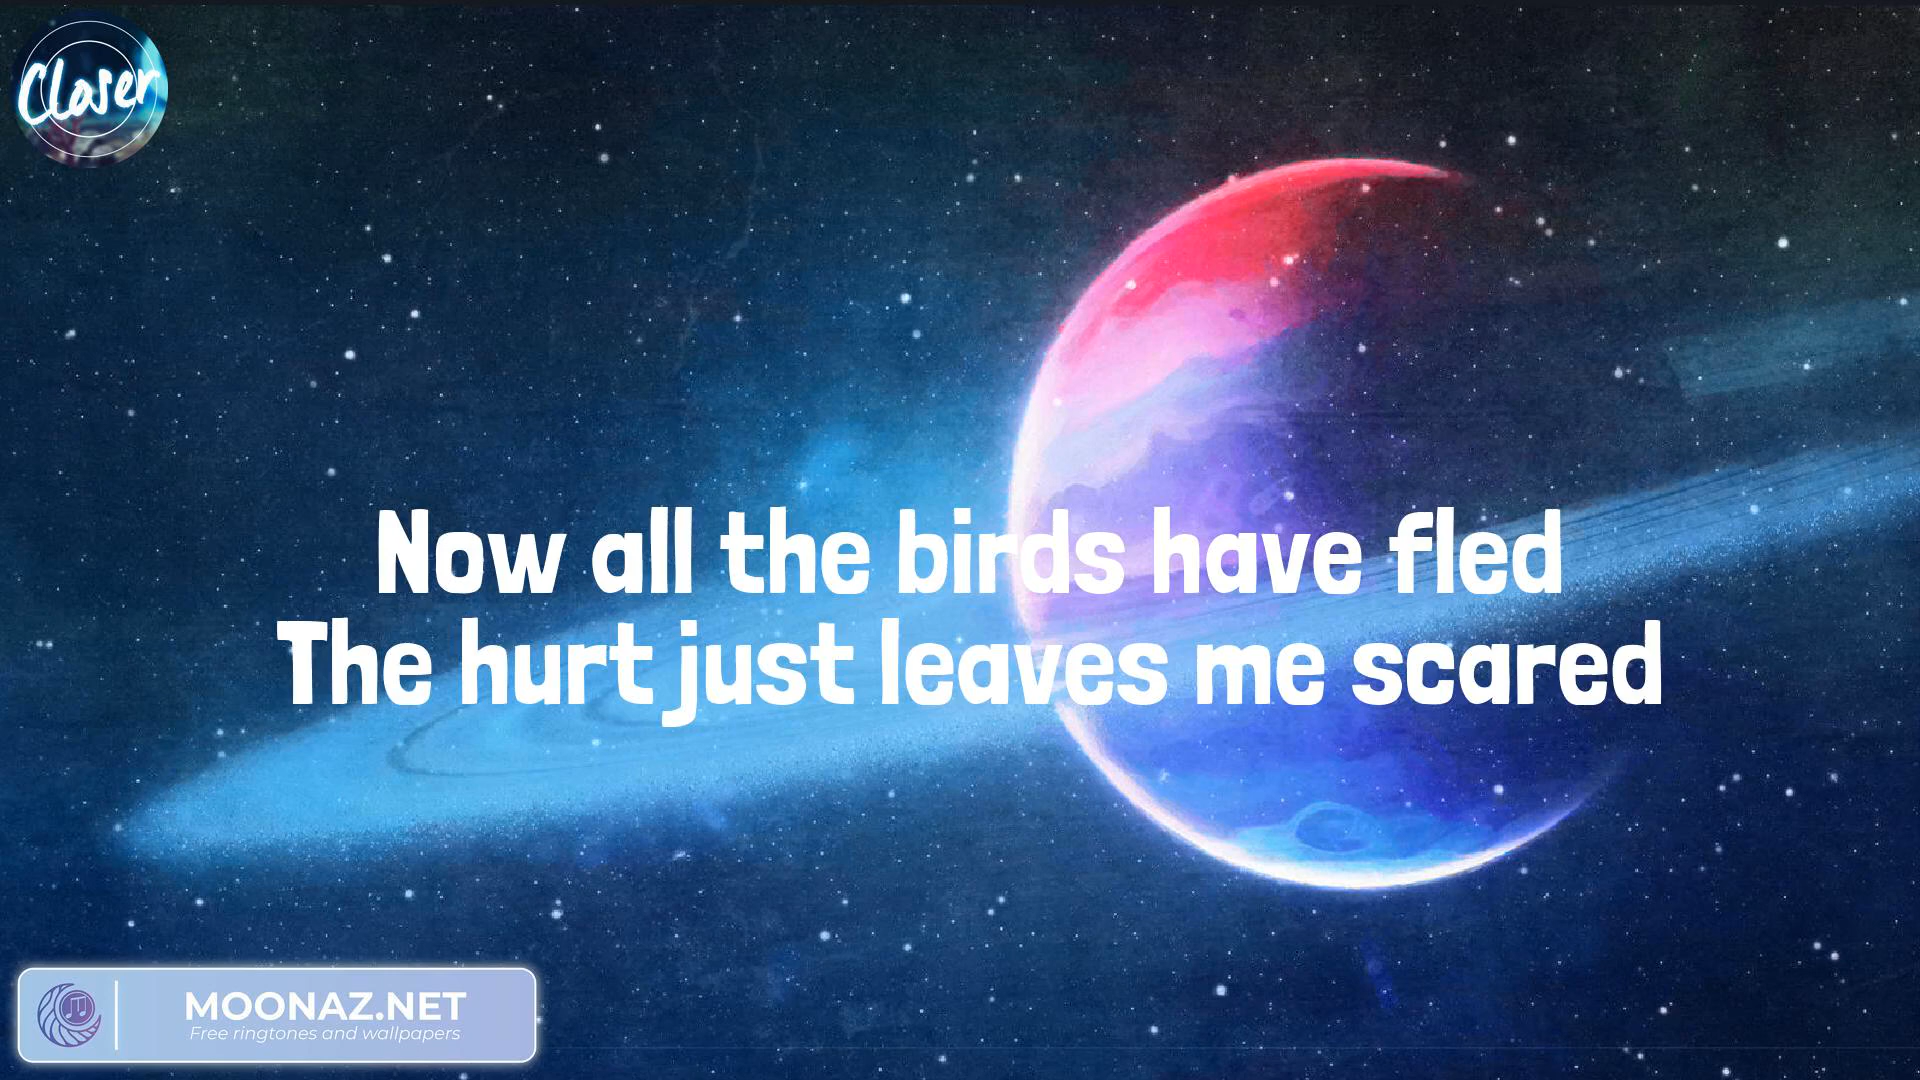 Closer
Now all the birds have fled
The hurt just leaves me scared
MOONAZ.NET
Free ringtones and wallpapers